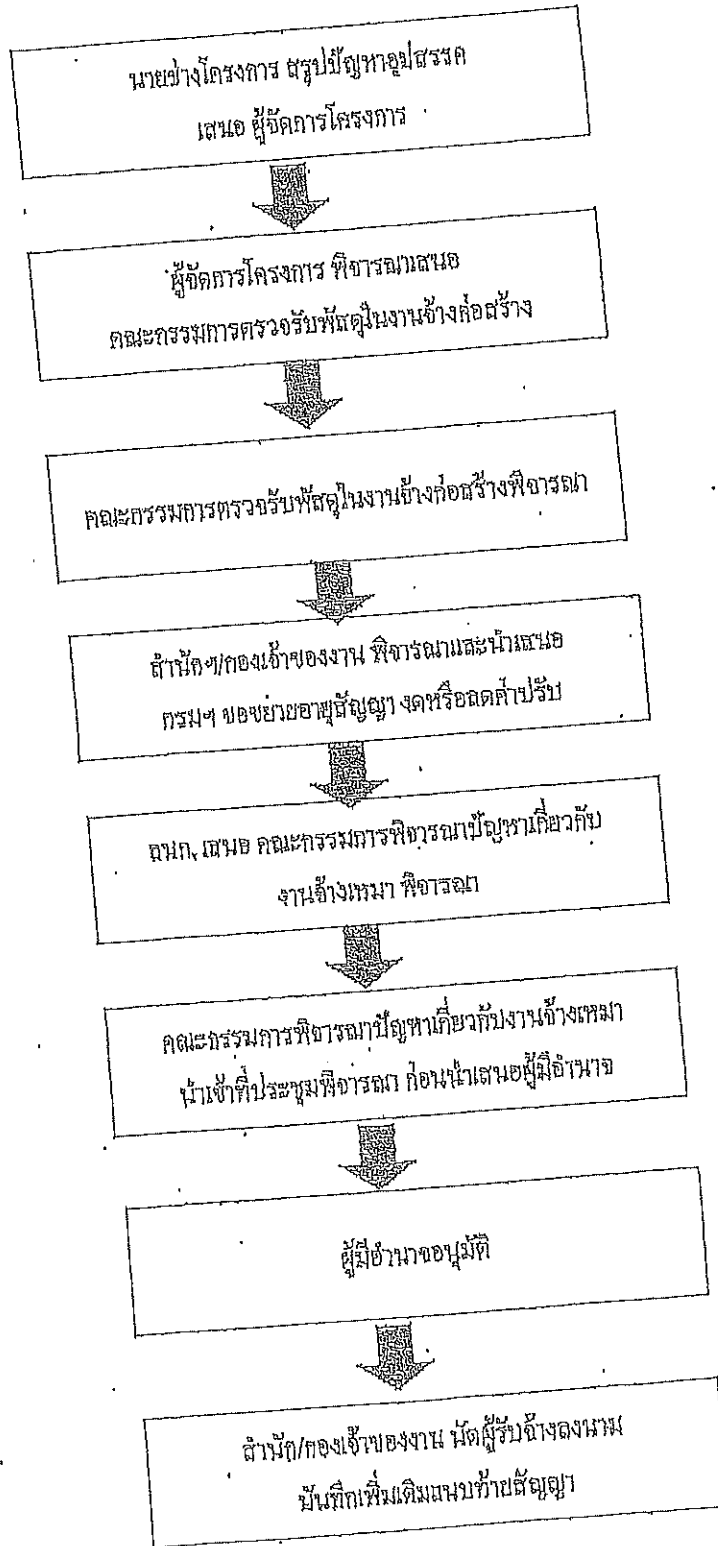 นายช่างโครงการ สรุปปัญหาอุปสรรค
เสนอ ผู้จัดการโครงการ
ผู้จัดการโครงการ พิจารณาเสนอ
คณะกรรมการตรวจรับพัสดุในงานจ้างก่อสร้าง
คณะกรรมการตรวจรับพัสดุในงานจ้างก่อสร้างพิจารณา
สำนักฯ/กองเจ้าของงาน พิจารณาและนำเสนอ
กรมฯ ขอขยายอายุสัญญา งดหรือลดค่าปรับ
สนก. เสนอ คณะกรรมการพิจารณาปัญหาเกี่ยวกับ
งานจ้างเหมา พิจารณา
คณะกรรมการพิจารณาปัญหาเกี่ยวกับงานจ้างเหมา
นำเข้าที่ประชุมพิจารณา ก่อนนำเสนอผู้มีอำนาจ
ผู้มีอำนาจอนุมัติ
สำนัก/กองเจ้าของงาน นัดผู้รับจ้างลงนาม
บันทึกเพิ่มเติมแนบท้ายสัญญา